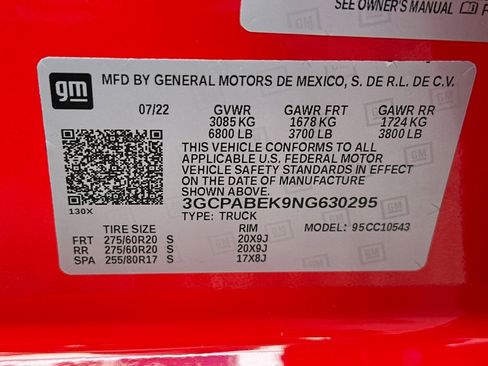 SEE OWNER'S MANUAL
gm
MFD BY GENERAL MOTORS DE MEXICO, S. DE R.L. DE C.V.
07/22 GVWR GAWR FRT GAWR RR
3085 KG 1678 KG 1724 KG
6800 LB 3700 LB 3800 LB
THIS VEHICLE CONFORMS TO ALL
APPLICABLE U.S. FEDERAL MOTOR
VEHICLE SAFETY STANDARDS IN EFFECT
ON THE DATE OF MANUFACTURE
SHOWN ABOVE.
3GCPABEK9NG630295
TYPE: TRUCK
130X
MODEL: 95CC10543
TIRE SIZE RIM
FRT 275/60R20 S 20X9J
RR 275/60R20 S 20X9J
SPA 255/80R17 S 17X8J